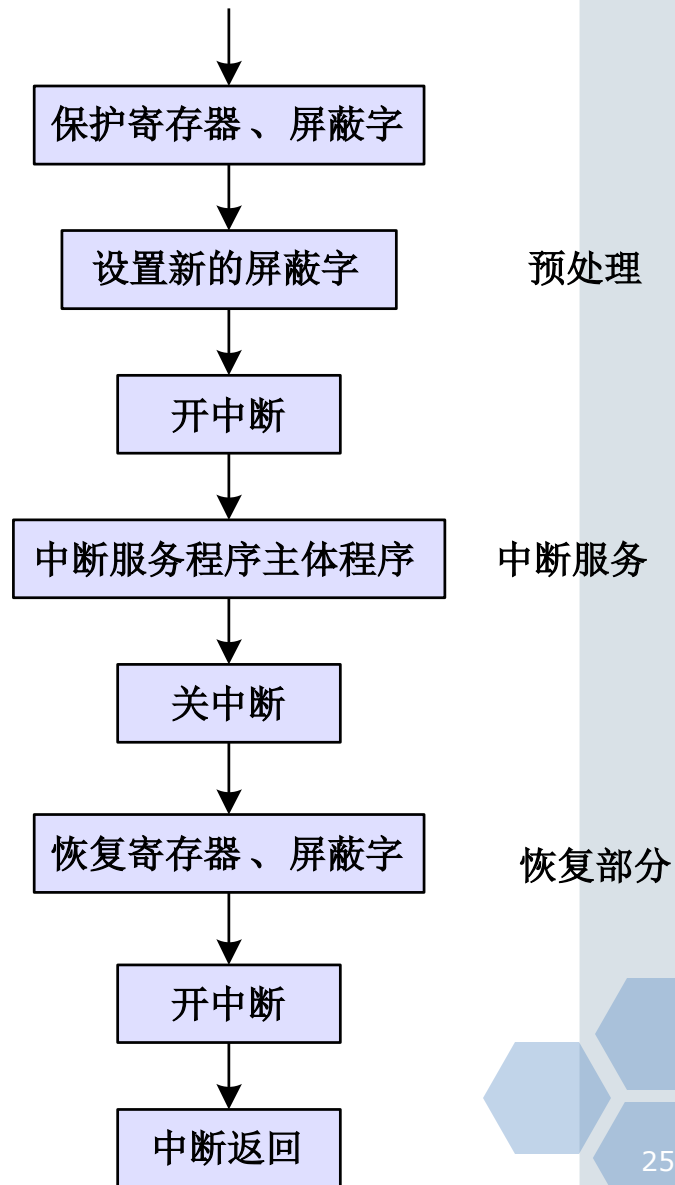 保护寄存器、屏蔽字
设置新的屏蔽字
预处理
开中断
中断服务程序主体程序
中断服务
关中断
恢复寄存器、屏蔽字
恢复部分
开中断
中断返回
25